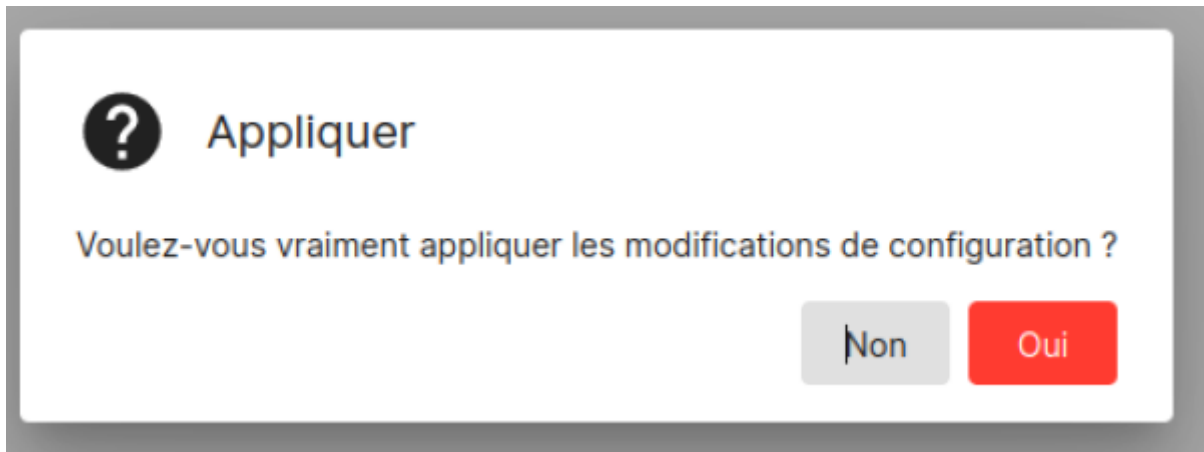 Appliquer
Voulez-vous vraiment appliquer les modifications de configuration ?
Non Oui